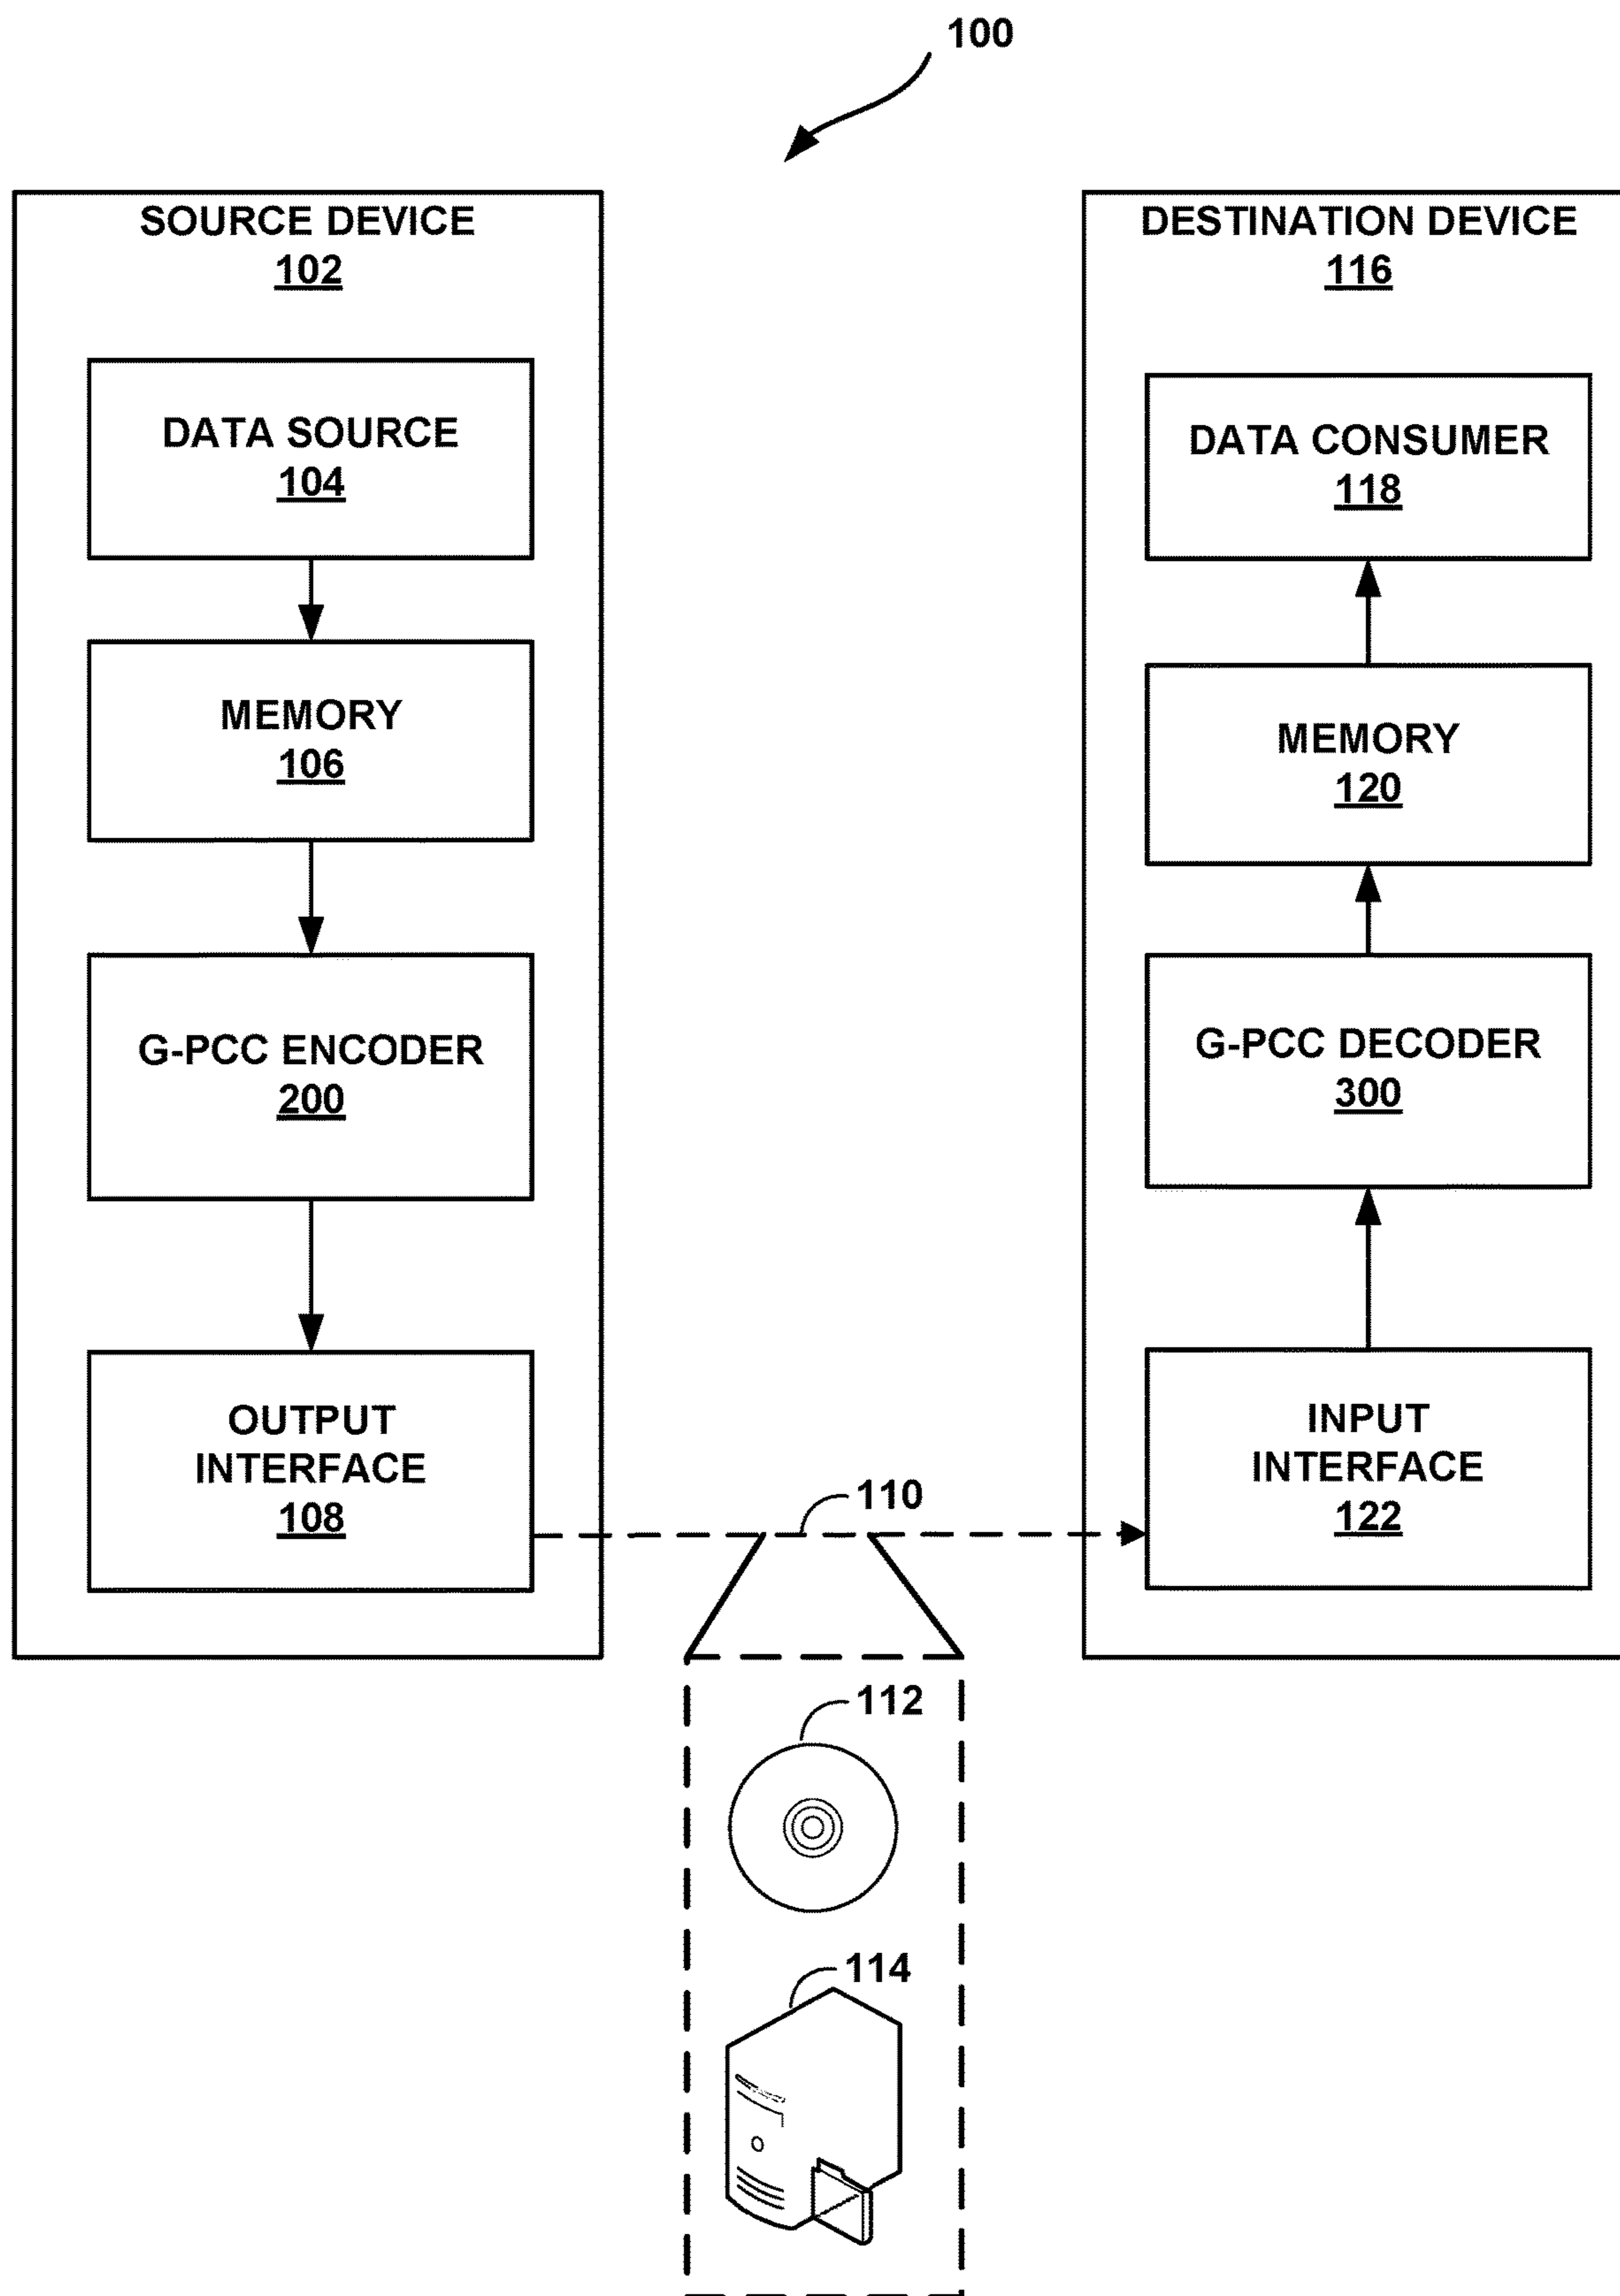 100
SOURCE DEVICE
102
DATA SOURCE
104
MEMORY
106
G-PCC ENCODER
200
OUTPUT
INTERFACE
108
DESTINATION DEVICE
116
DATA CONSUMER
118
MEMORY
120
G-PCC DECODER
300
INPUT
INTERFACE
122
110
112
114